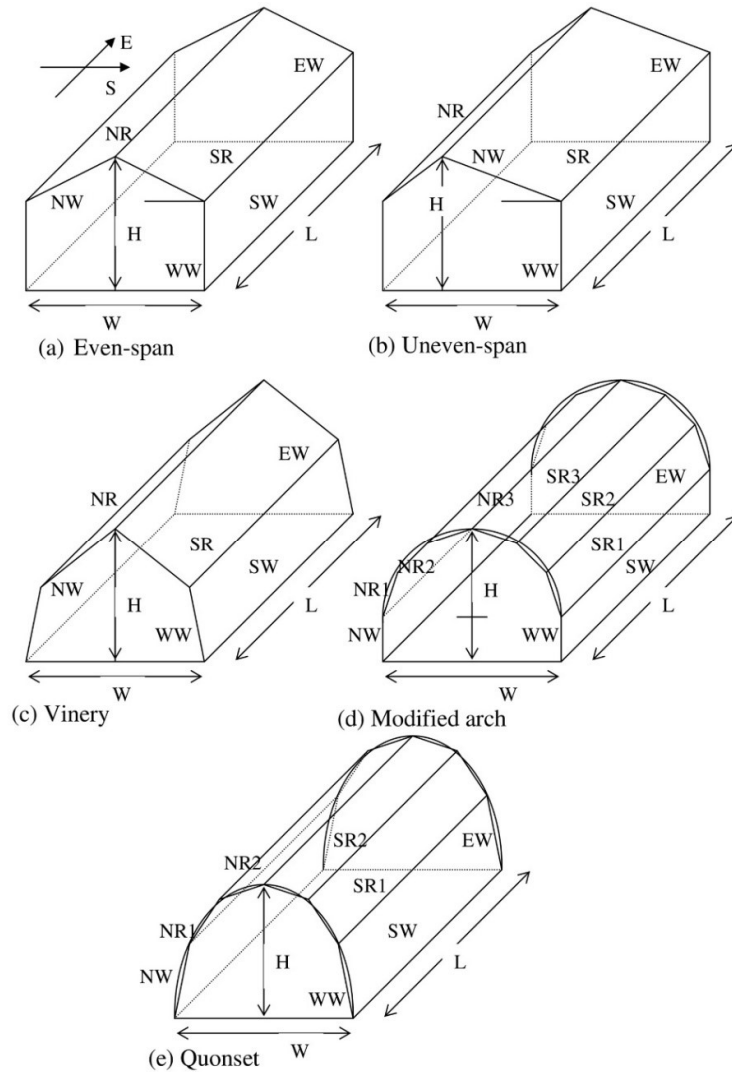 E
S
EW
NR
SR
NW
SW
H
L
WW
W
(a) Even-span
EW
NR
NW
SR
H
SW
L
WW
W
(b) Uneven-span
EW
NR
SR
NW
SW
H
L
WW
W
(c) Vinery
SR3
EW
NR3
SR2
SR1
NR2
NR1
SW
H
L
NW
WW
W
(d) Modified arch
SR2
EW
NR2
SR1
NR1
SW
H
L
NW
WW
W
(e) Quonset